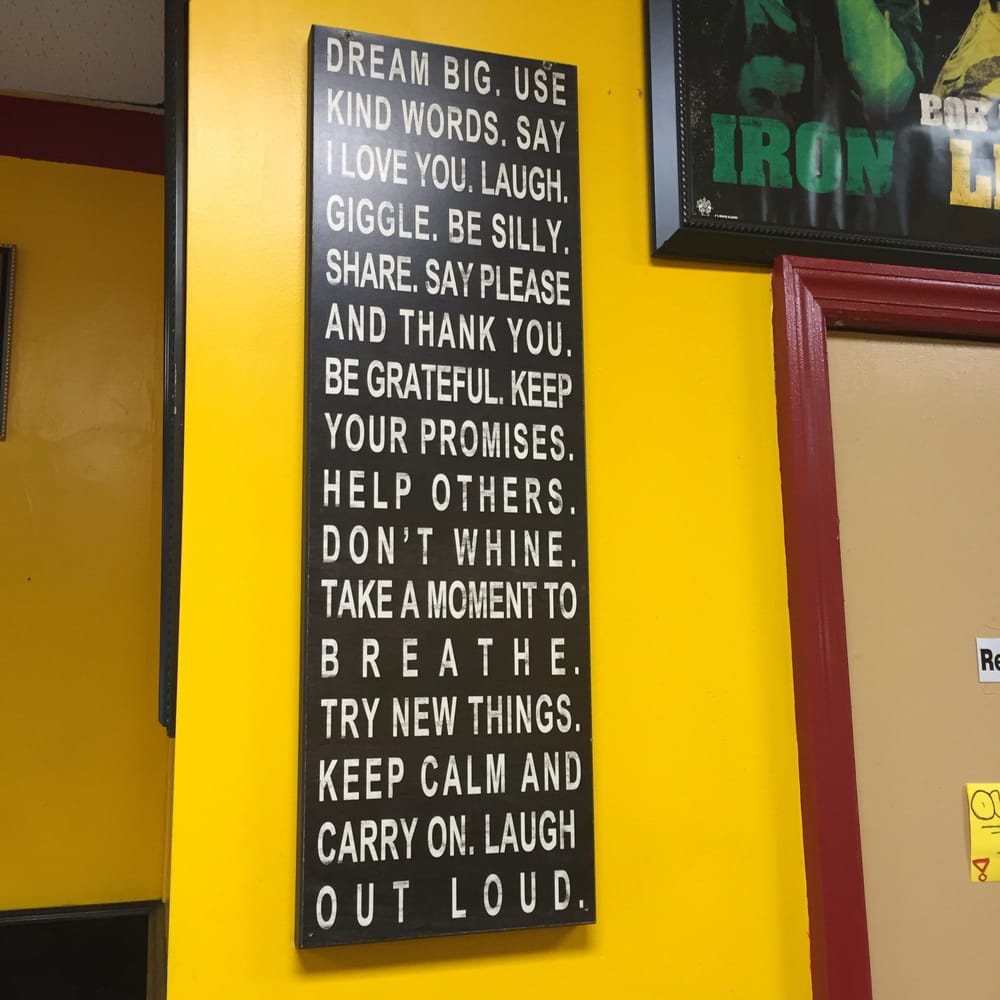 DREAM BIG. USE
KIND WORDS. SAY
I LOVE YOU. LAUGH.
GIGGLE. BE SILLY.
SHARE. SAY PLEASE
AND THANK YOU.
BE GRATEFUL. KEEP
YOUR PROMISES.
HELP OTHERS.
DON'T WHINE.
TAKE A MOMENT TO
BREATHE.
TRY NEW THINGS.
KEEP CALM AND
CARRY ON. LAUGH
OUT LOUD.
IRON
BOB